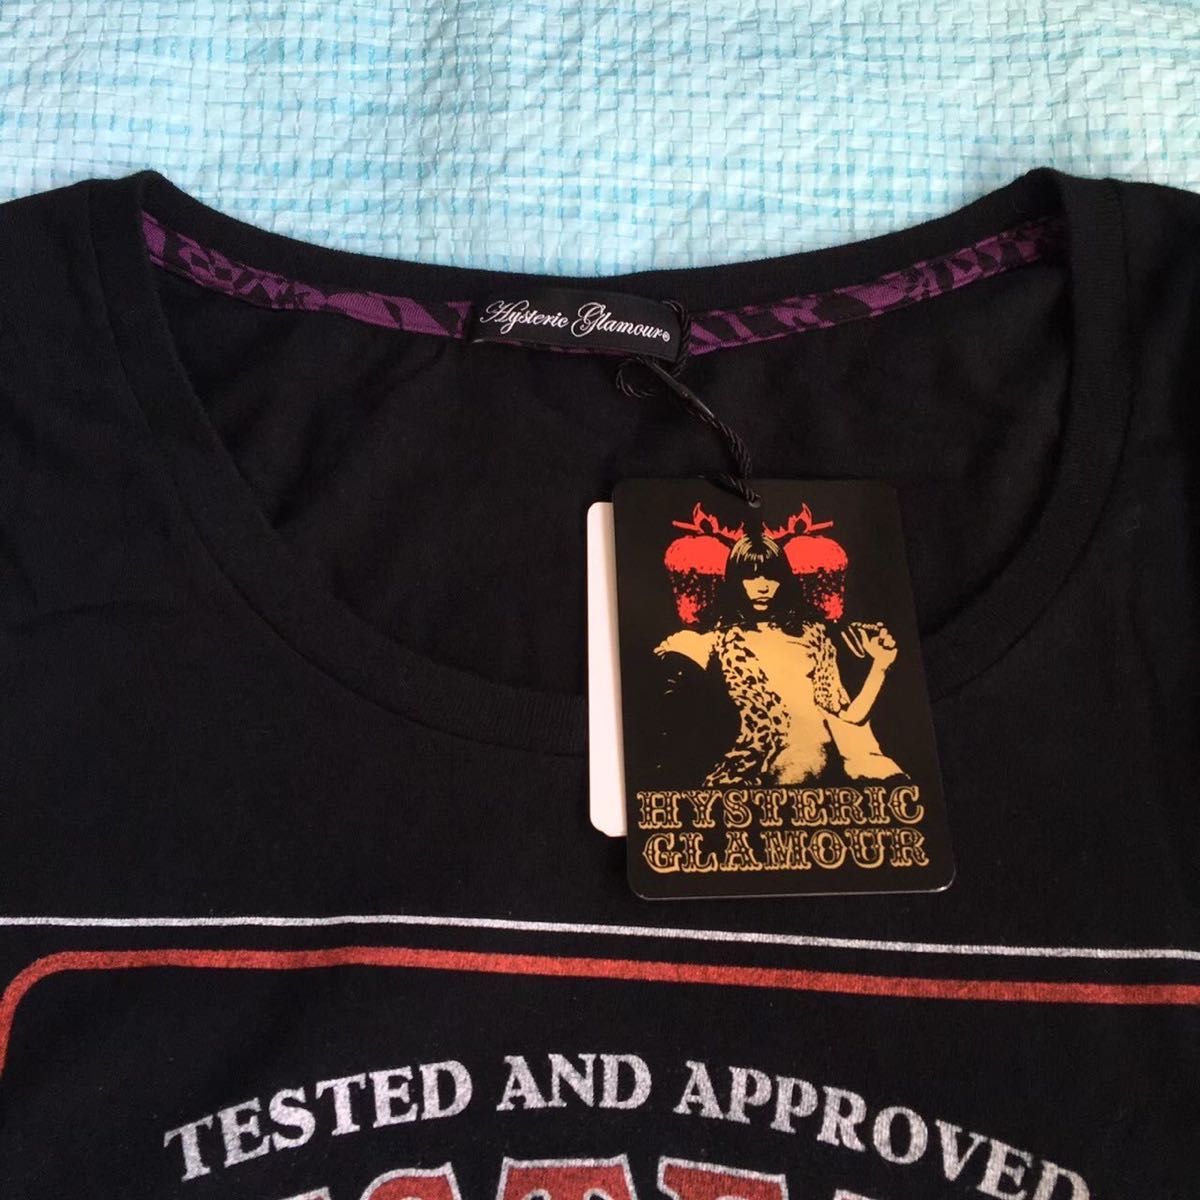 Hysteric Glamour®
HYSTERIC
GLAMOUR
TESTED AND APPROVED